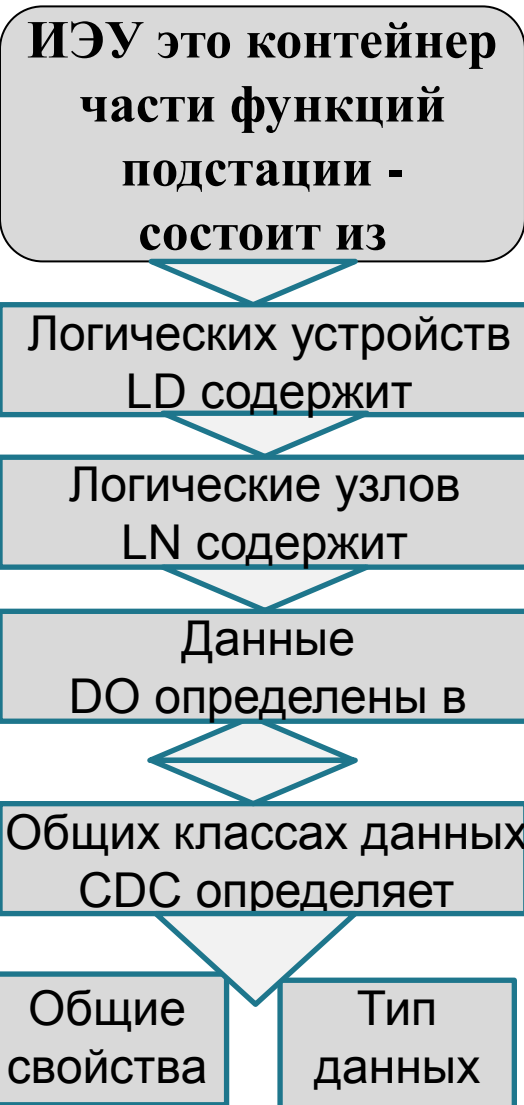 ИЭУ это контейнер
части функций
подстации -
состоит из
Логических устройств
LD содержит
Логические узлов
LN содержит
Данные
DO определены в
Общих классах данных
CDC определяет
Общие
свойства
Тип
данных